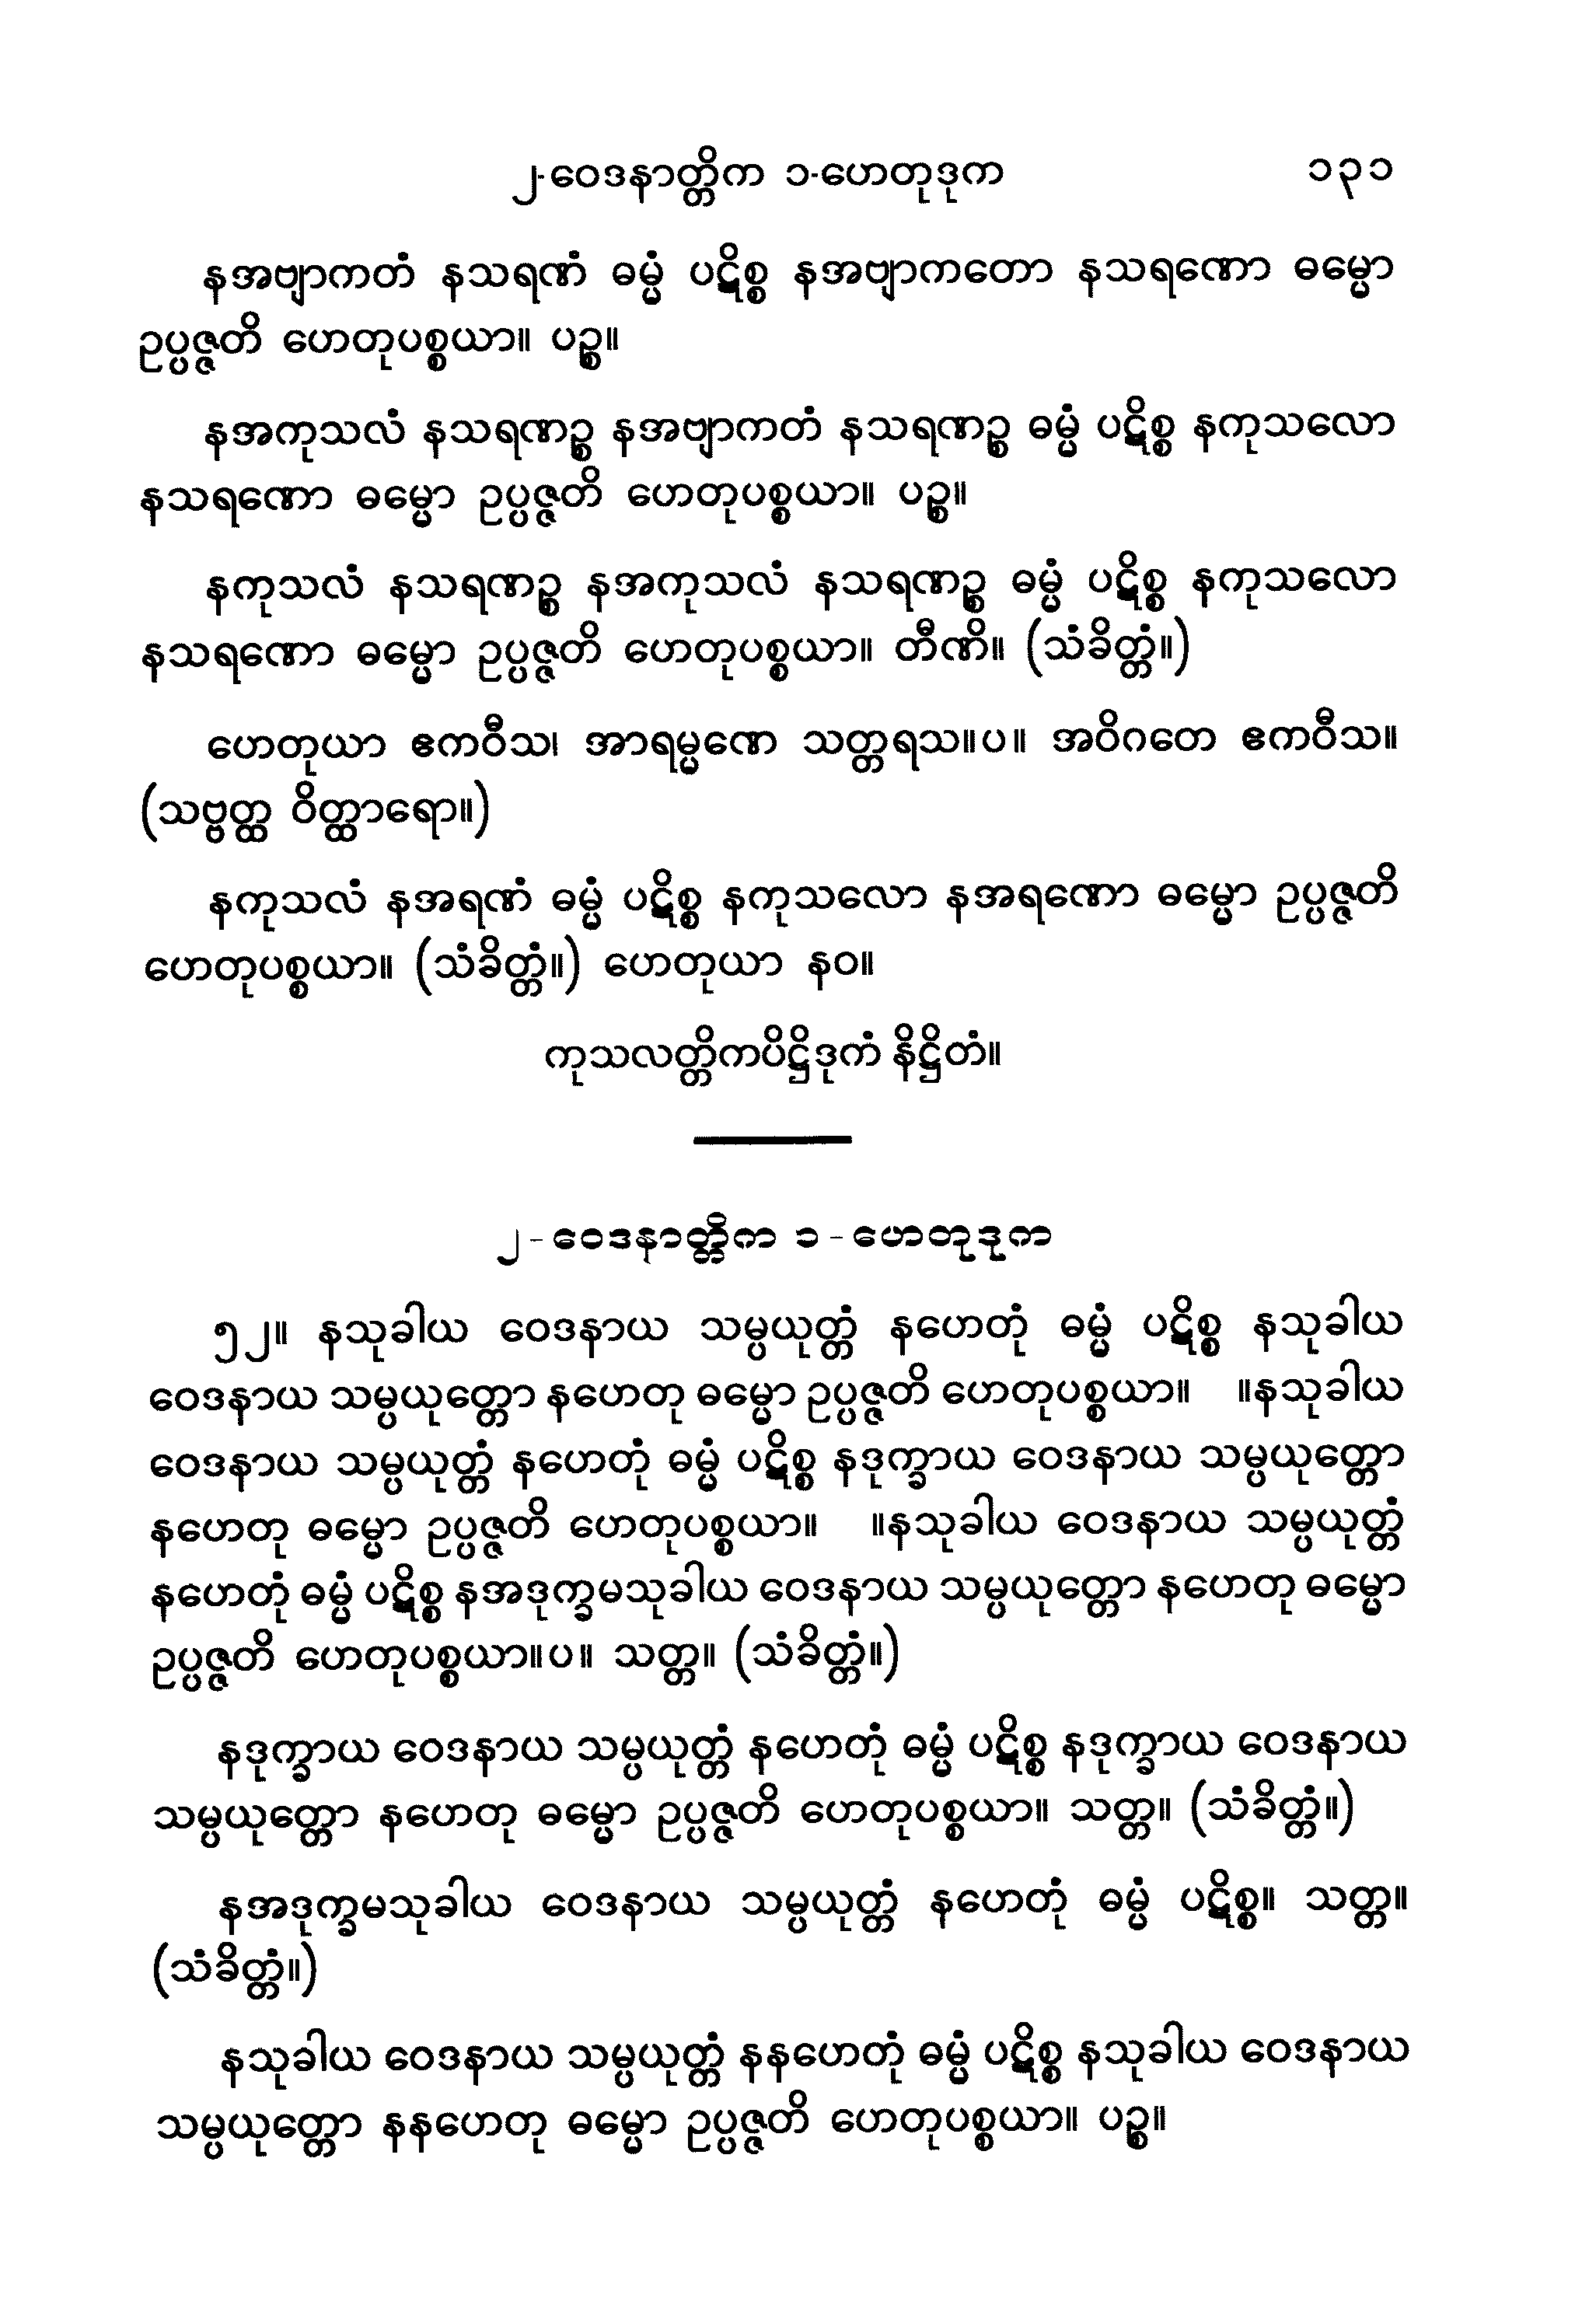 ၂-ဝေဒနာတ္တိက ၁-ဟေတုဒုက ၁၃၁
နအဗျာကတံ နသရဏံ ဓမ္မံ ပဋိစ္စ နအဗျာကတော နသရဏော ဓမ္မော
ဥပ္ပဇ္ဇတိ ဟေတုပစ္စယာ။ ပဉ္စ။
နအကုသလံ နသရဏဉ္စ နအဗျာကတံ နသရဏဉ္စ ဓမ္မံ ပဋိစ္စ နကုသလော
နသရဏော ဓမ္မော ဥပ္ပဇ္ဇတိ ဟေတုပစ္စယာ။ ပဉ္စ။
နကုသလံ နသရဏဉ္စ နအကုသလံ နသရဏဉ္စ ဓမ္မံ ပဋိစ္စ နကုသလော
နသရဏော ဓမ္မော ဥပ္ပဇ္ဇတိ ဟေတုပစ္စယာ။ တီဏိ။ (သံခိတ္တံ။)
ဟေတုယာ ဧကဝီသ၊ အာရမ္မဏေ သတ္တရသ။ပ။ အဝိဂတေ ဧကဝီသ။
(သဗ္ဗတ္ထ ဝိတ္ထာရော။)
နကုသလံ နအရဏံ ဓမ္မံ ပဋိစ္စ နကုသလော နအရဏော ဓမ္မော ဥပ္ပဇ္ဇတိ
ဟေတုပစ္စယာ။ (သံခိတ္တံ။) ဟေတုယာ နဝ။
ကုသလတ္တိကပိဋ္ဌိဒုကံ နိဋ္ဌိတံ။
၂-ဝေဒနာတ္တိက ၁-ဟေတုဒုက
၅၂။ နသုခါယ ဝေဒနာယ သမ္ပယုတ္တံ နဟေတုံ ဓမ္မံ ပဋိစ္စ နသုခါယ
ဝေဒနာယ သမ္ပယုတ္တော နဟေတု ဓမ္မော ဥပ္ပဇ္ဇတိ ဟေတုပစ္စယာ။ ။နသုခါယ
ဝေဒနာယ သမ္ပယုတ္တံ နဟေတုံ ဓမ္မံ ပဋိစ္စ နဒုက္ခာယ ဝေဒနာယ သမ္ပယုတ္တော
နဟေတု ဓမ္မော ဥပ္ပဇ္ဇတိ ဟေတုပစ္စယာ။ ။နသုခါယ ဝေဒနာယ သမ္ပယုတ္တံ
နဟေတုံ ဓမ္မံ ပဋိစ္စ နအဒုက္ခမသုခါယ ဝေဒနာယ သမ္ပယုတ္တော နဟေတု ဓမ္မော
ဥပ္ပဇ္ဇတိ ဟေတုပစ္စယာ။ပ။ သတ္တ။ (သံခိတ္တံ။)
နဒုက္ခာယ ဝေဒနာယ သမ္ပယုတ္တံ နဟေတုံ ဓမ္မံ ပဋိစ္စ နဒုက္ခာယ ဝေဒနာယ
သမ္ပယုတ္တော နဟေတု ဓမ္မော ဥပ္ပဇ္ဇတိ ဟေတုပစ္စယာ။ သတ္တ။ (သံခိတ္တံ။)
နအဒုက္ခမသုခါယ ဝေဒနာယ သမ္ပယုတ္တံ နဟေတုံ ဓမ္မံ ပဋိစ္စ။ သတ္တ။
(သံခိတ္တံ။)
နသုခါယ ဝေဒနာယ သမ္ပယုတ္တံ နနဟေတုံ ဓမ္မံ ပဋိစ္စ နသုခါယ ဝေဒနာယ
သမ္ပယုတ္တော နနဟေတု ဓမ္မော ဥပ္ပဇ္ဇတိ ဟေတုပစ္စယာ။ ပဉ္စ။